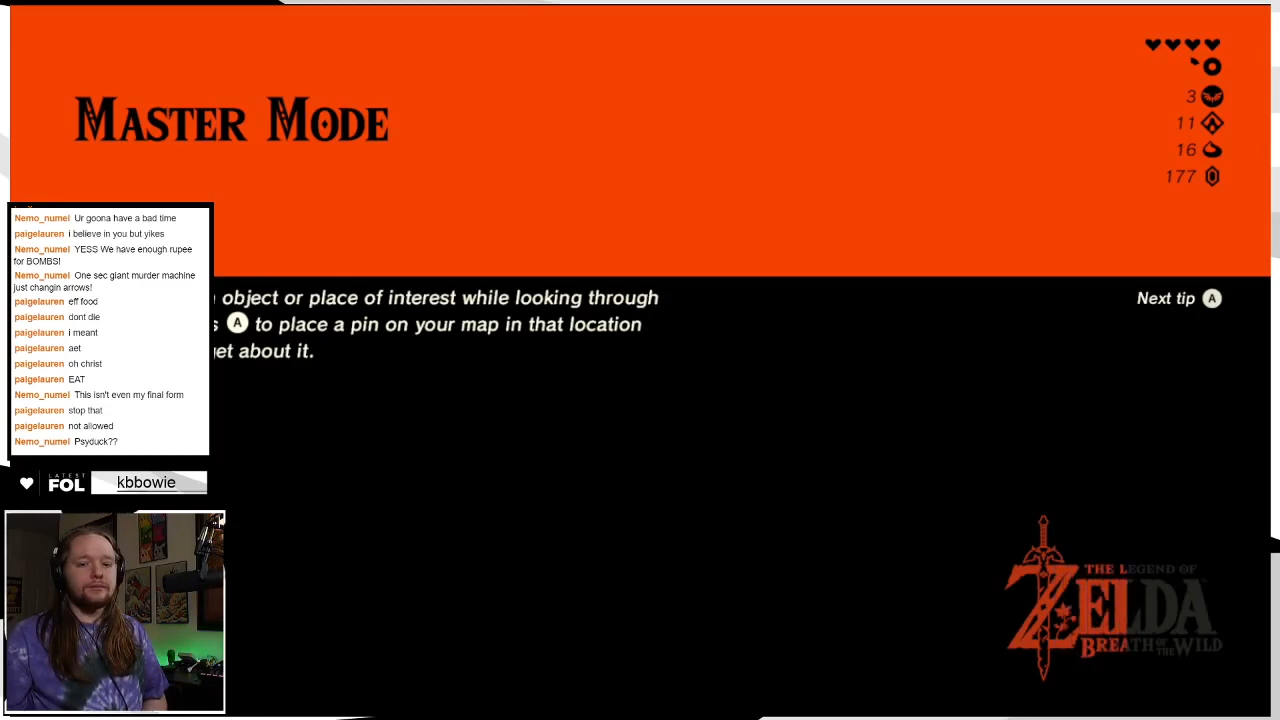 MASTER MODE
3
11
16
177
object or place of interest while looking through
s A to place a pin on your map in that location
get about it.
Next tip A
Nemo_numel Ur goona have a bad time
paigelauren i believe in you but yikes
Nemo_numel YESS We have enough rupee
for BOMBS!
Nemo_numel One sec giant murder machine
just changin arrows!
paigelauren eff food
paigelauren dont die
paigelauren i meant
paigelauren aet
paigelauren oh christ
paigelauren EAT
Nemo_numel This isn't even my final form
paigelauren stop that
paigelauren not allowed
Nemo_numel Psyduck??
LATEST
FOL
kbbowie
THE LEGEND OF
ZELDA
BREATH OF THE WILD